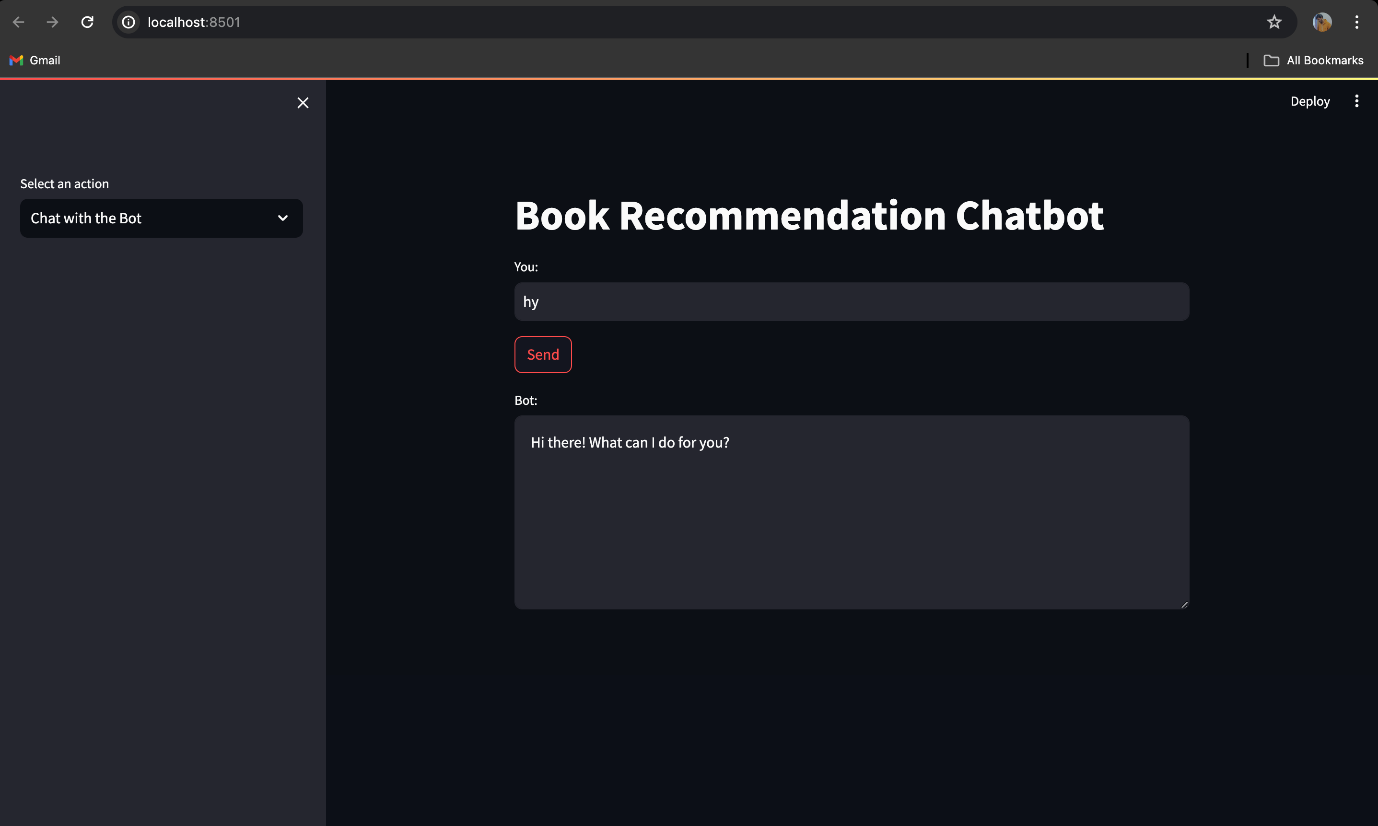 localhost:8501
Gmail
All Bookmarks
Deploy
Select an action
Chat with the Bot
Book Recommendation Chatbot
You:
hy
Send
Bot:
Hi there! What can I do for you?